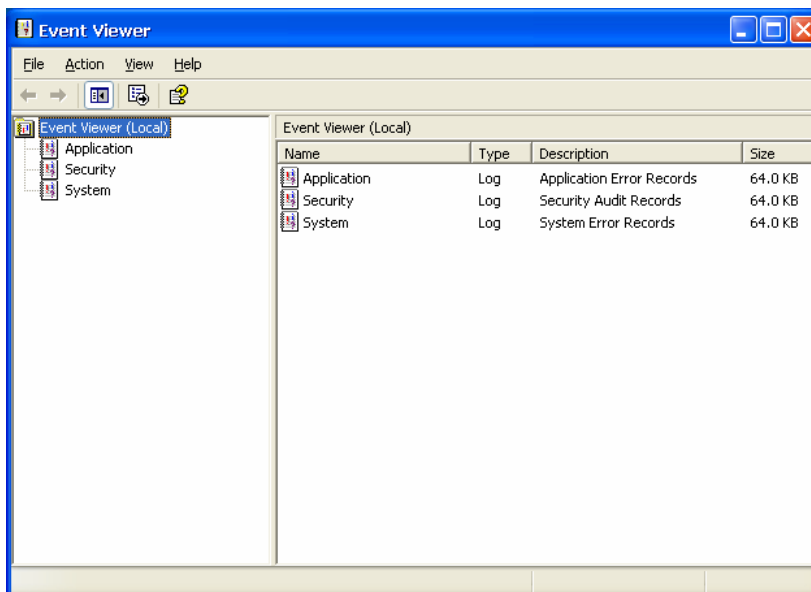 Event Viewer
File Action View Help
Event Viewer (Local)
Application
Security
System
Event Viewer (Local)
Name Type Description Size
Application Log Application Error Records 64.0 KB
Security Log Security Audit Records 64.0 KB
System Log System Error Records 64.0 KB